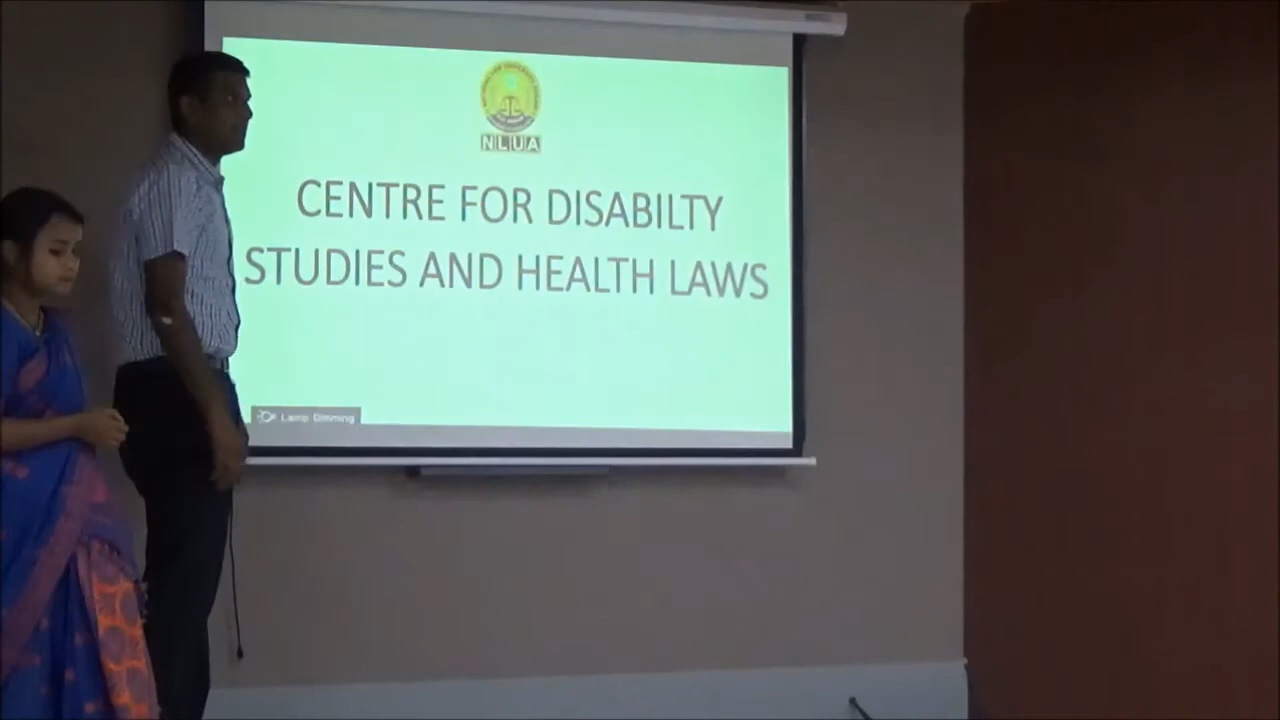 NLUA
CENTRE FOR DISABILTY
STUDIES AND HEALTH LAWS
Lamp Dimming